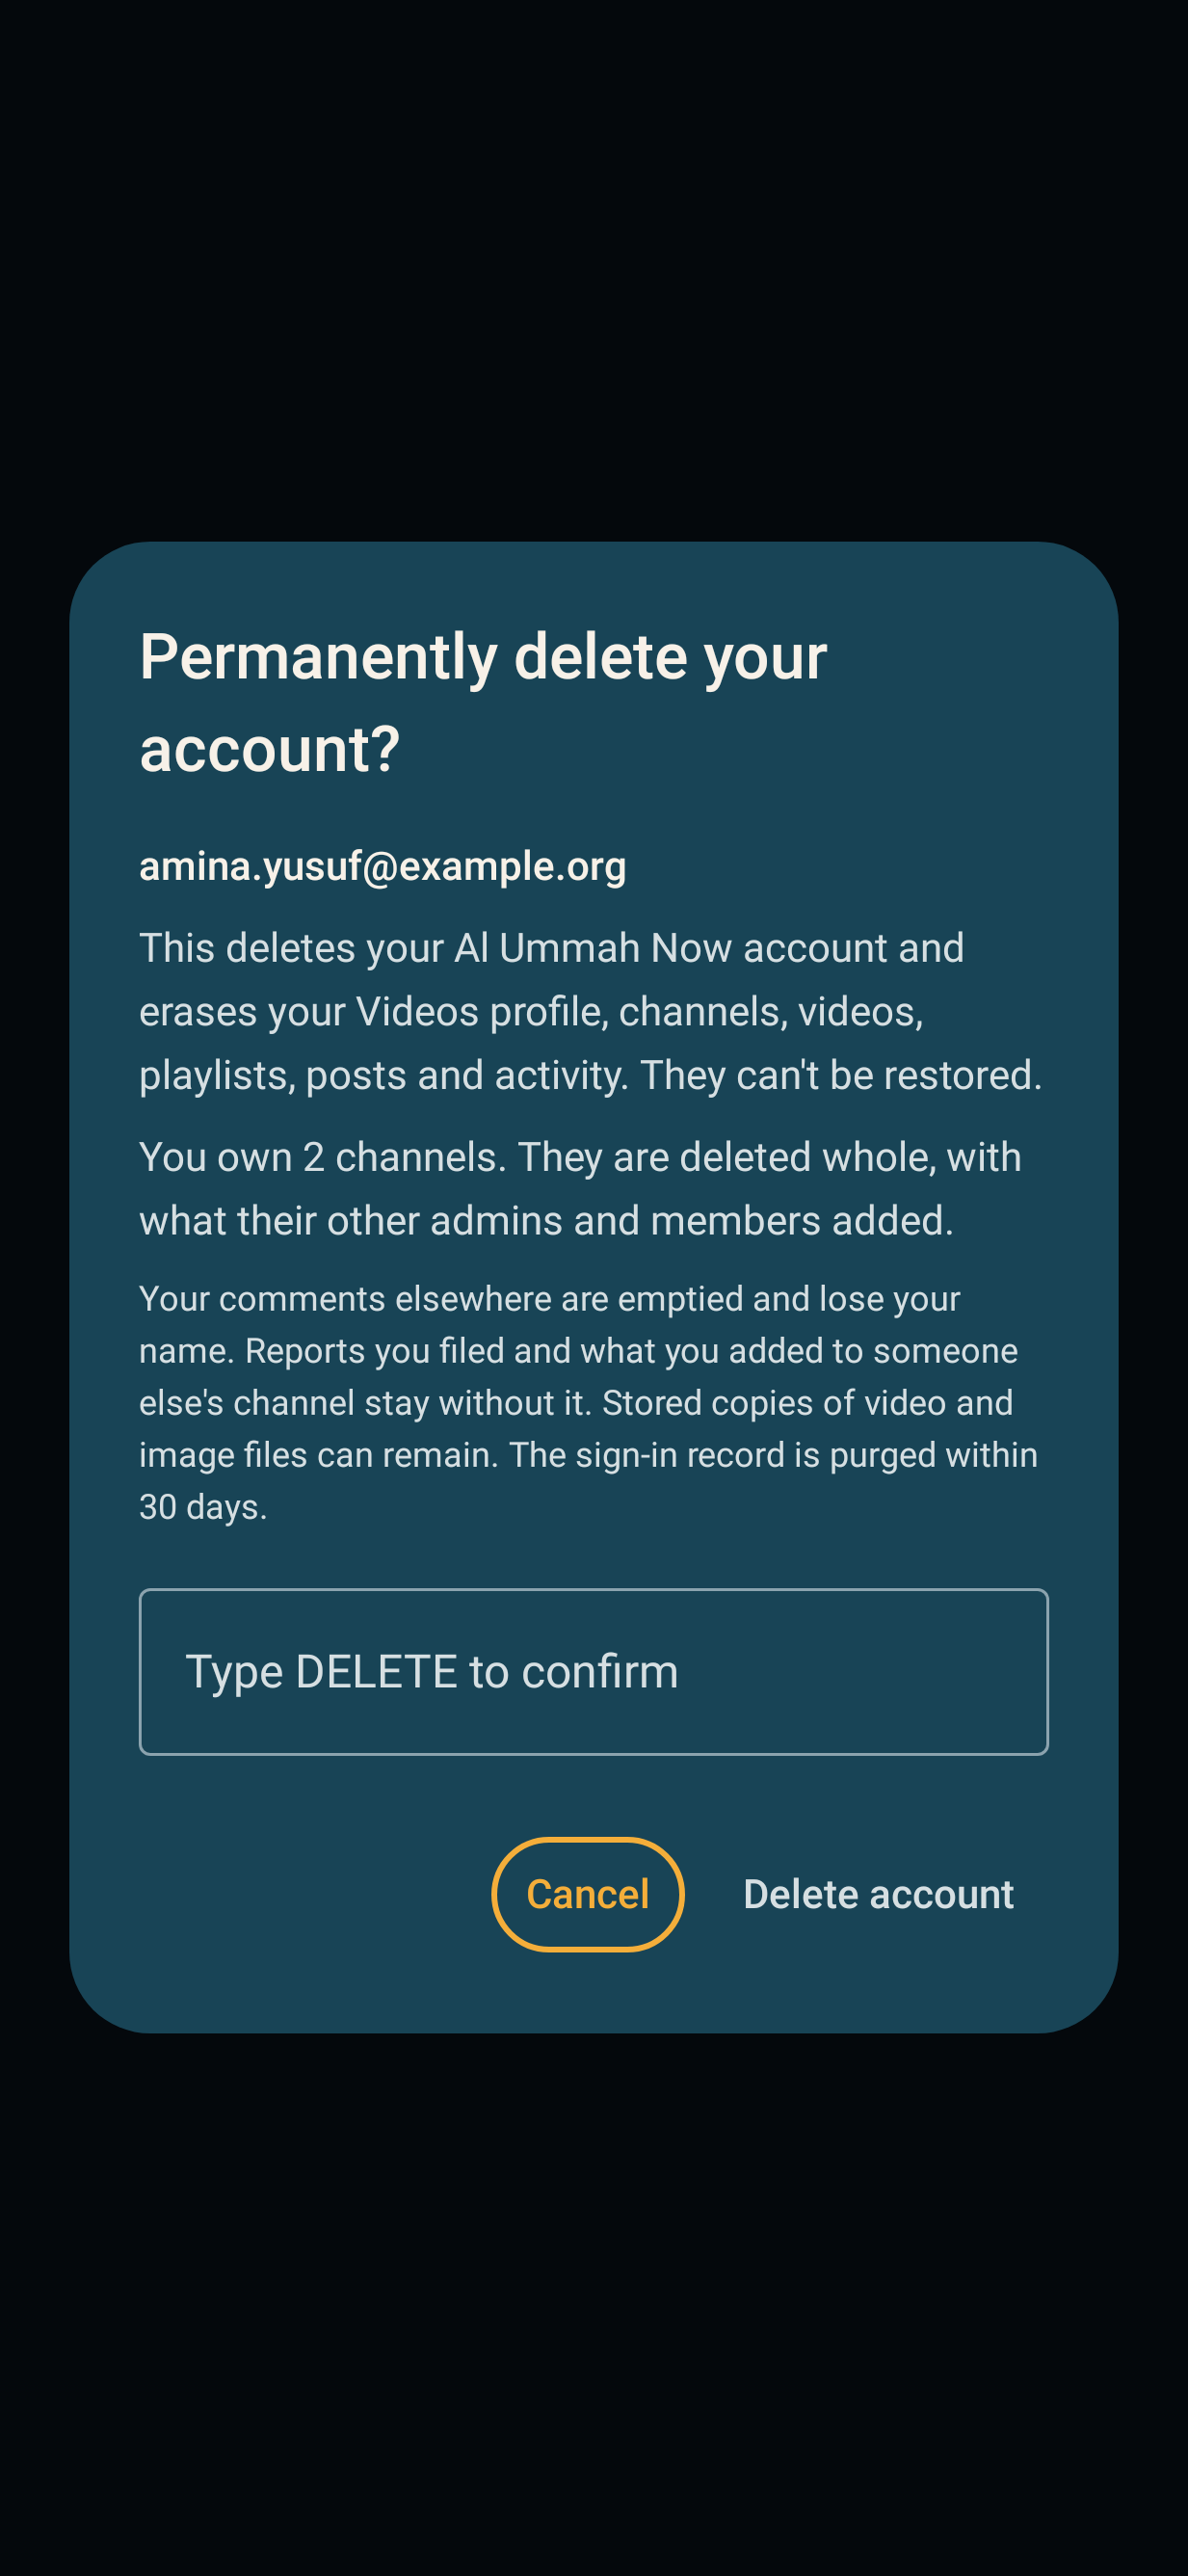 Permanently delete your
account?
amina.yusuf@example.org
This deletes your Al Ummah Now account and
erases your Videos profile, channels, videos,
playlists, posts and activity. They can't be restored.
You own 2 channels. They are deleted whole, with
what their other admins and members added.
Your comments elsewhere are emptied and lose your
name. Reports you filed and what you added to someone
else's channel stay without it. Stored copies of video and
image files can remain. The sign-in record is purged within
30 days.
Type DELETE to confirm
Cancel Delete account